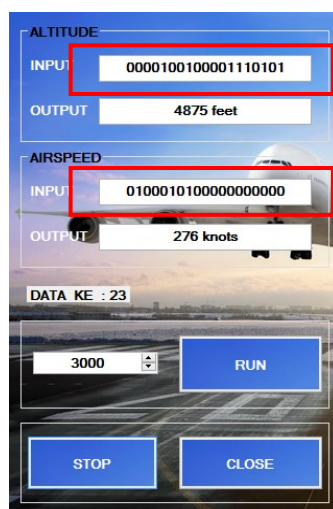 ALTITUDE
INPUT 0000100100001110101
OUTPUT 4875 feet
AIRSPEED
INPUT 0100010100000000000
OUTPUT 276 knots
DATA KE : 23
3000 RUN
STOP CLOSE